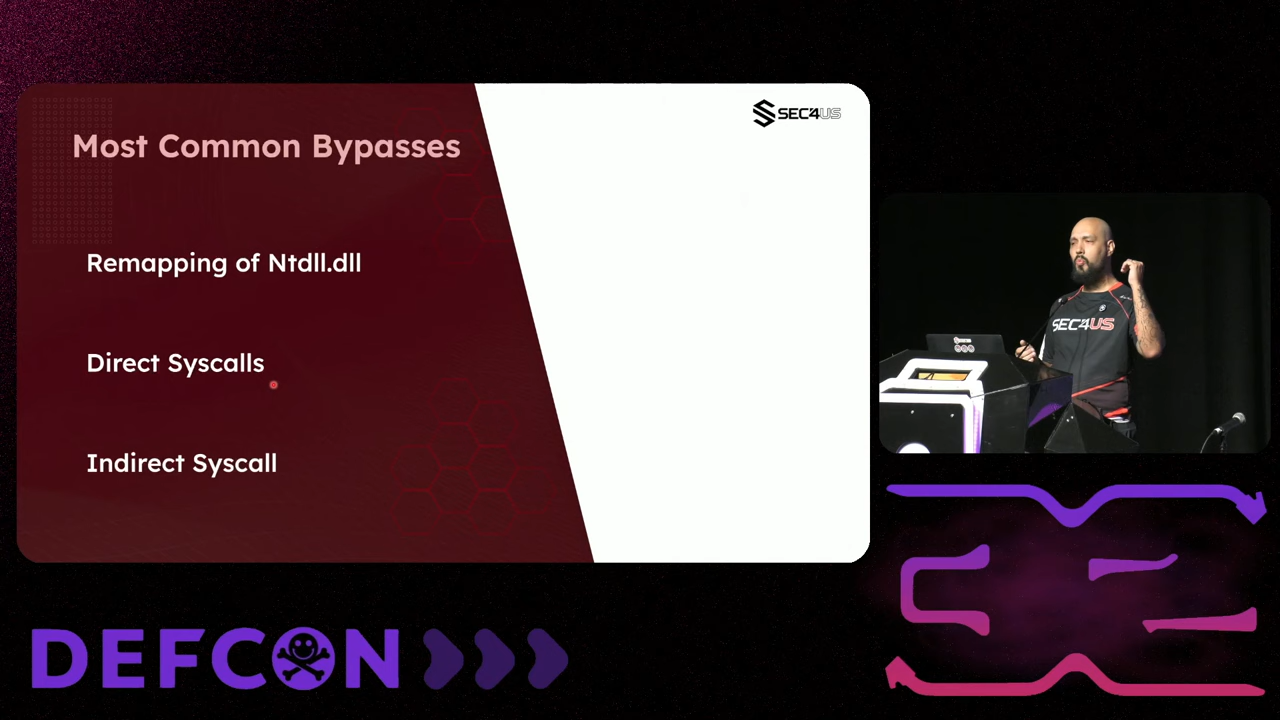 SEC4US
Most Common Bypasses
Remapping of Ntdll.dll
Direct Syscalls
Indirect Syscall
SEC4US
DEFCON